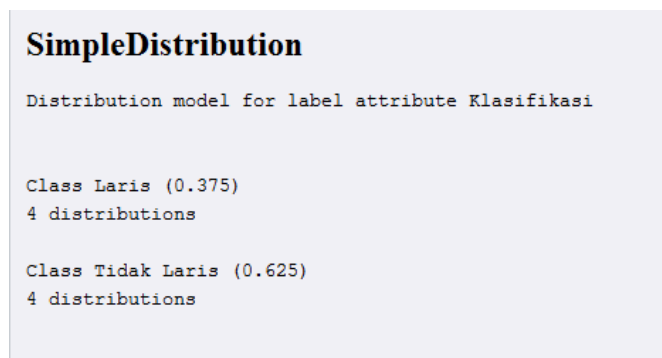 SimpleDistribution
Distribution model for label attribute Klasifikasi
Class Laris (0.375)
4 distributions
Class Tidak Laris (0.625)
4 distributions